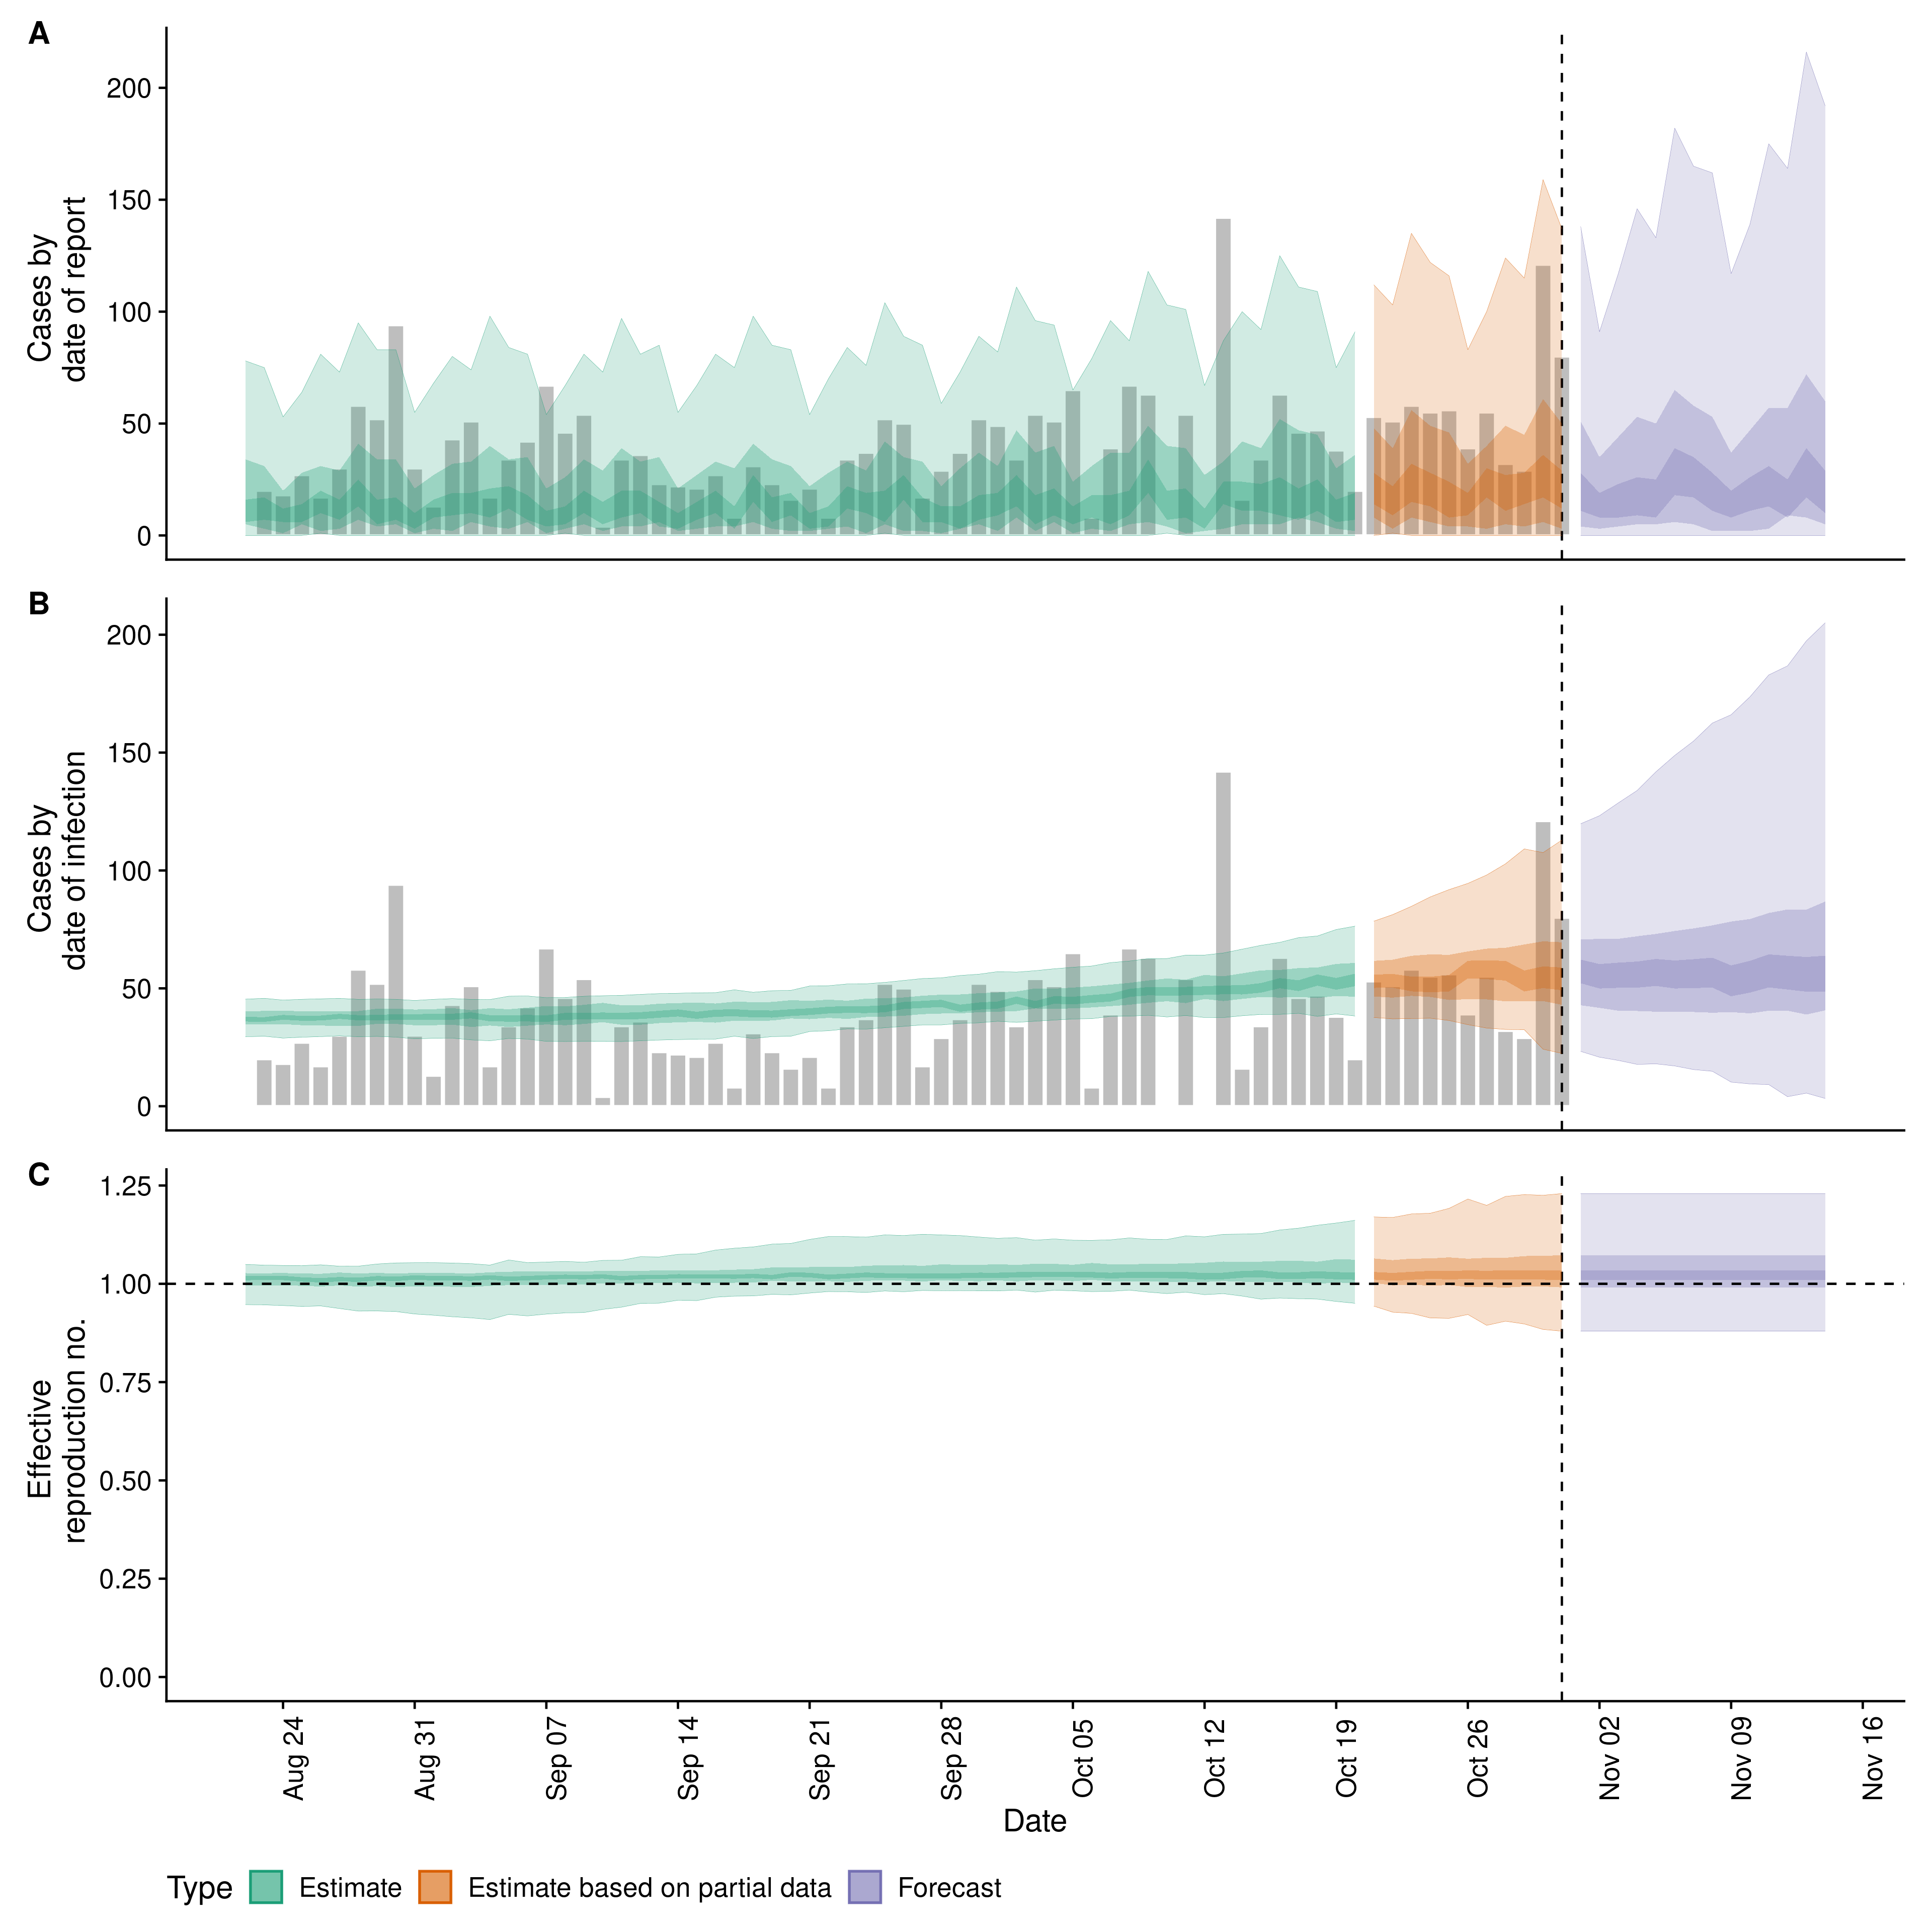 A
200
150
100
50
0
Cases by
date of report
B
200
150
100
50
0
Cases by
date of infection
C
1.25
1.00
0.75
0.50
0.25
0.00
Effective
reproduction no.
Aug 24
Aug 31
Sep 07
Sep 14
Sep 21
Sep 28
Oct 05
Oct 12
Oct 19
Oct 26
Nov 02
Nov 09
Nov 16
Date
Type Estimate Estimate based on partial data Forecast